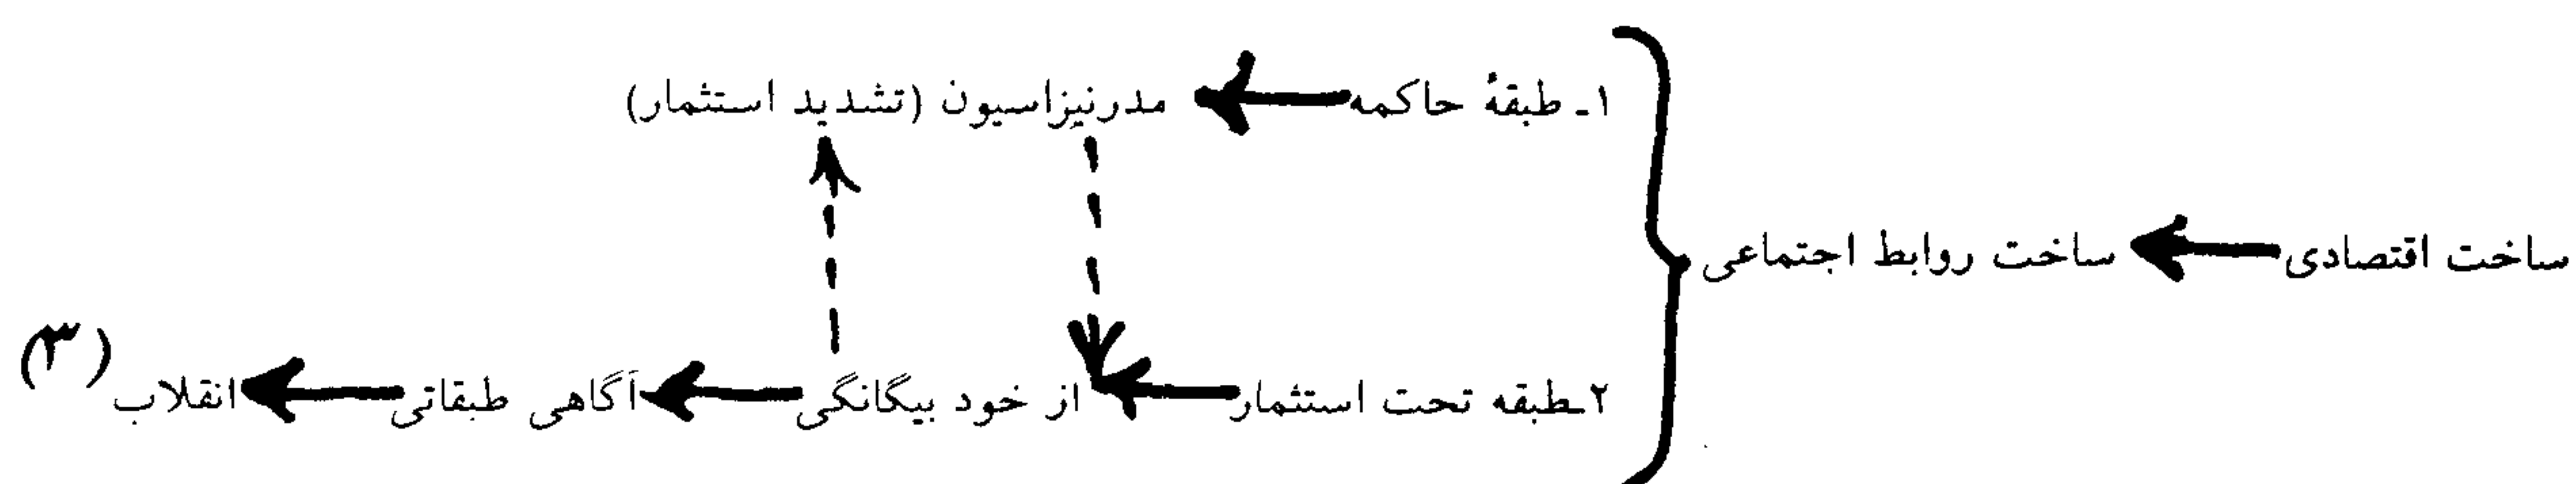 ساخت اقتصادی ساخت روابط اجتماعی
۱ـ طبقهٔ حاکمه مدرنیزاسیون (تشدید استثمار)
۲ـطبقه تحت استثمار از خود بیگانگی آگاهی طبقاتی انقلاب (۳)